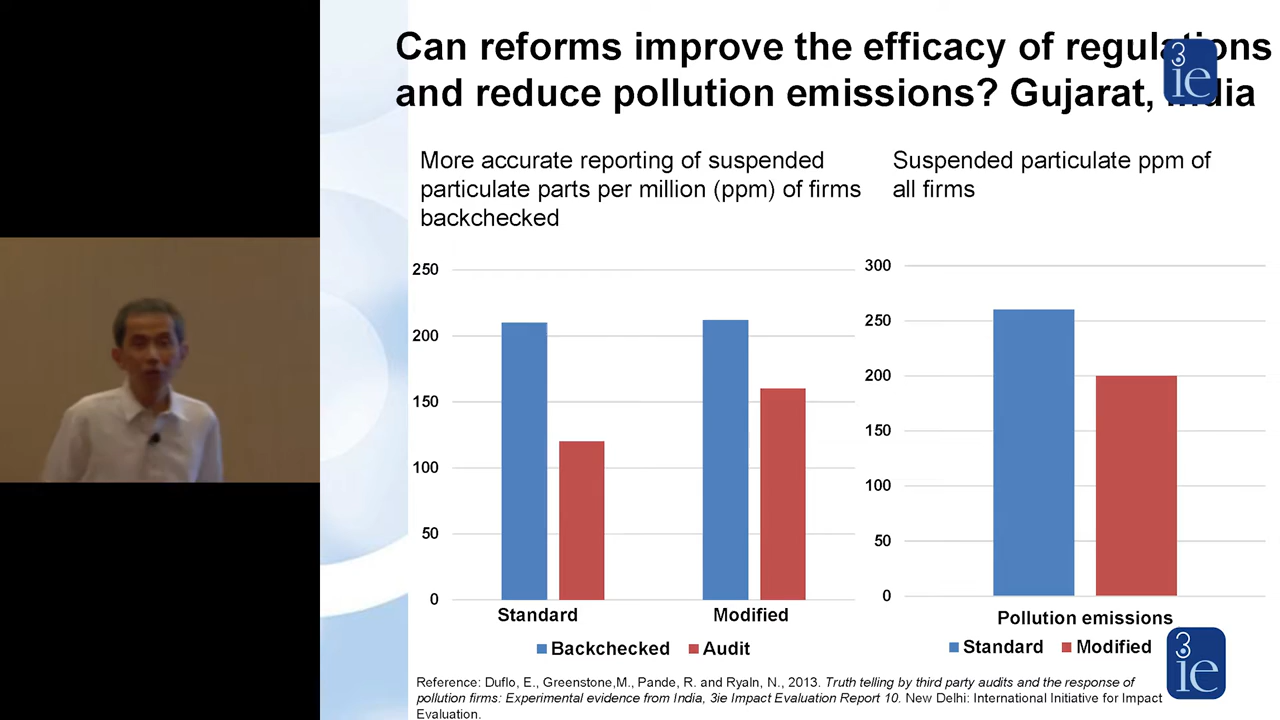 Can reforms improve the efficacy of regulations
and reduce pollution emissions? Gujarat, India
3ie
More accurate reporting of suspended
particulate parts per million (ppm) of firms
backchecked
250
200
150
100
50
0
Standard
Modified
Backchecked
Audit
Suspended particulate ppm of
all firms
300
250
200
150
100
50
0
Pollution emissions
Standard
Modified
3ie
Reference: Duflo, E., Greenstone,M., Pande, R. and Ryaln, N., 2013. Truth telling by third party audits and the response of
pollution firms: Experimental evidence from India, 3ie Impact Evaluation Report 10. New Delhi: International Initiative for Impact
Evaluation.